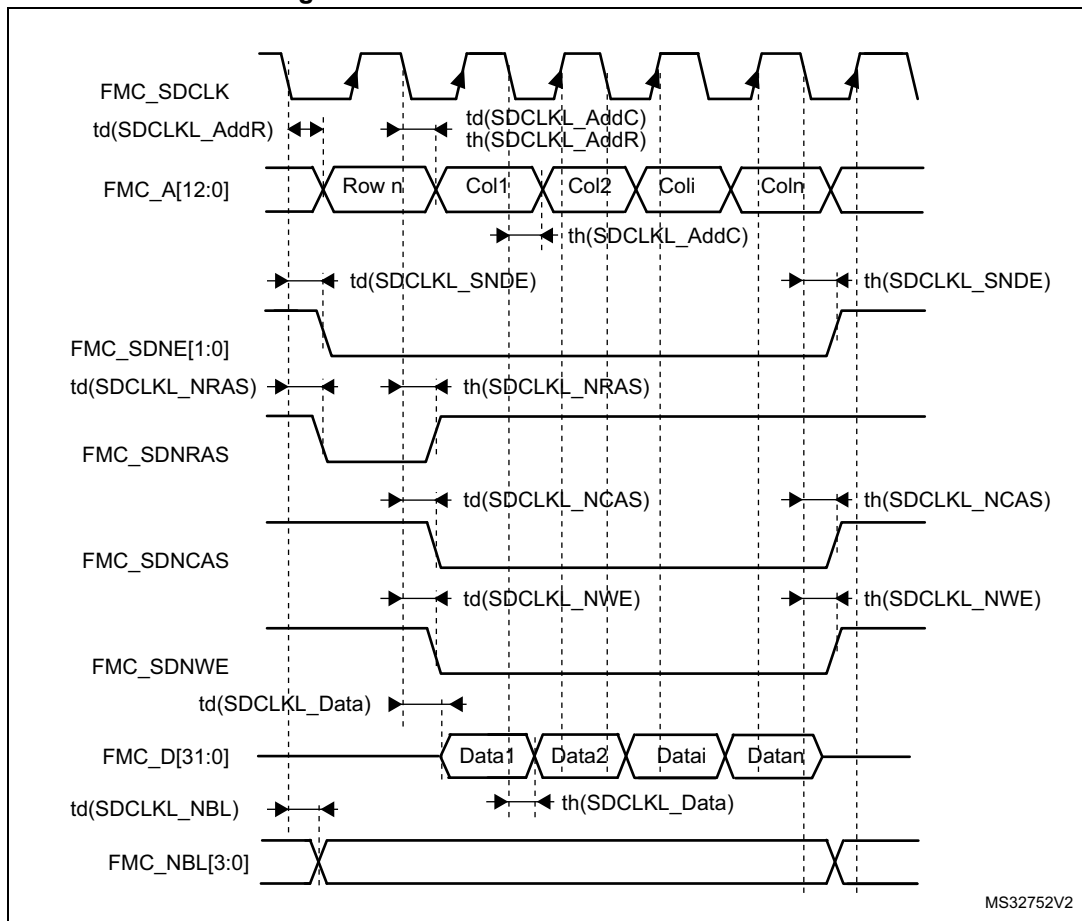 FMC_SDCLK
td(SDCLKL_AddR)
td(SDCLKL_AddC)
th(SDCLKL_AddR)
FMC_A[12:0]
Row n
Col1
Col2
Coli
Coln
th(SDCLKL_AddC)
td(SDCLKL_SNDE)
th(SDCLKL_SNDE)
FMC_SDNE[1:0]
td(SDCLKL_NRAS)
th(SDCLKL_NRAS)
FMC_SDNRAS
td(SDCLKL_NCAS)
th(SDCLKL_NCAS)
FMC_SDNCAS
td(SDCLKL_NWE)
th(SDCLKL_NWE)
FMC_SDNWE
td(SDCLKL_Data)
FMC_D[31:0]
Data1
Data2
Datai
Datan
td(SDCLKL_NBL)
th(SDCLKL_Data)
FMC_NBL[3:0]
MS32752V2